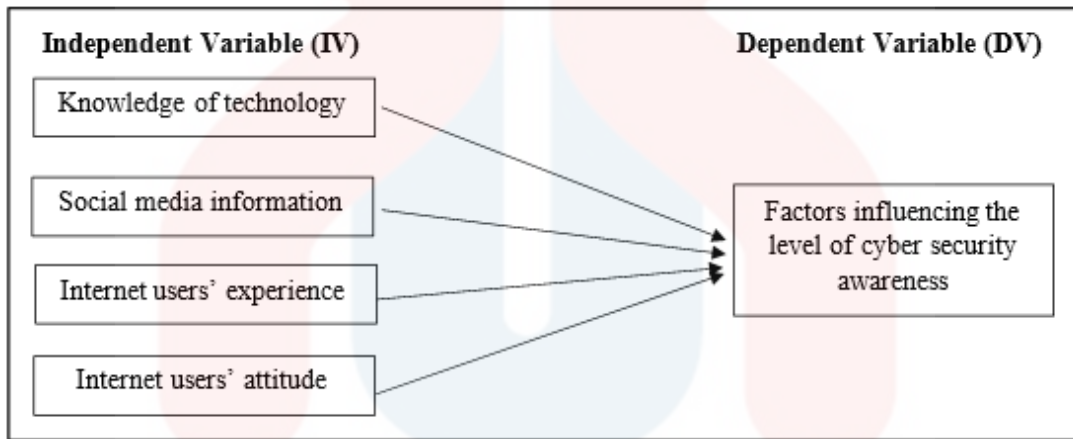 Independent Variable (IV)
Dependent Variable (DV)
Knowledge of technology
Social media information
Internet users’ experience
Internet users’ attitude
Factors influencing the
level of cyber security
awareness